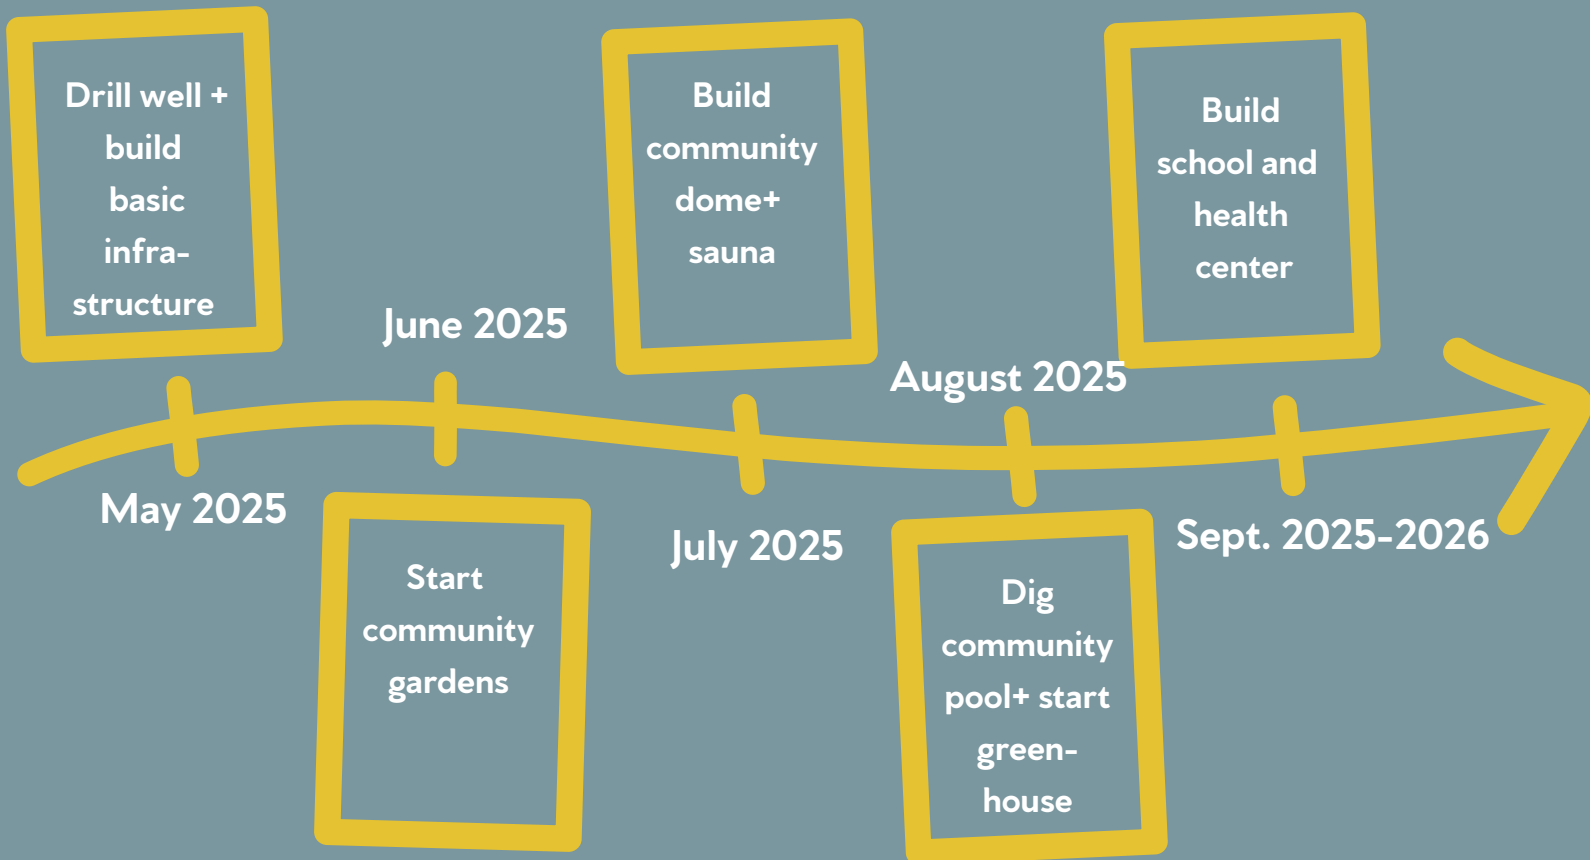 Drill well +
build
basic
infra-
structure
May 2025
June 2025
Start
community
gardens
Build
community
dome+
sauna
July 2025
August 2025
Dig
community
pool+ start
green-
house
Build
school and
health
center
Sept. 2025-2026